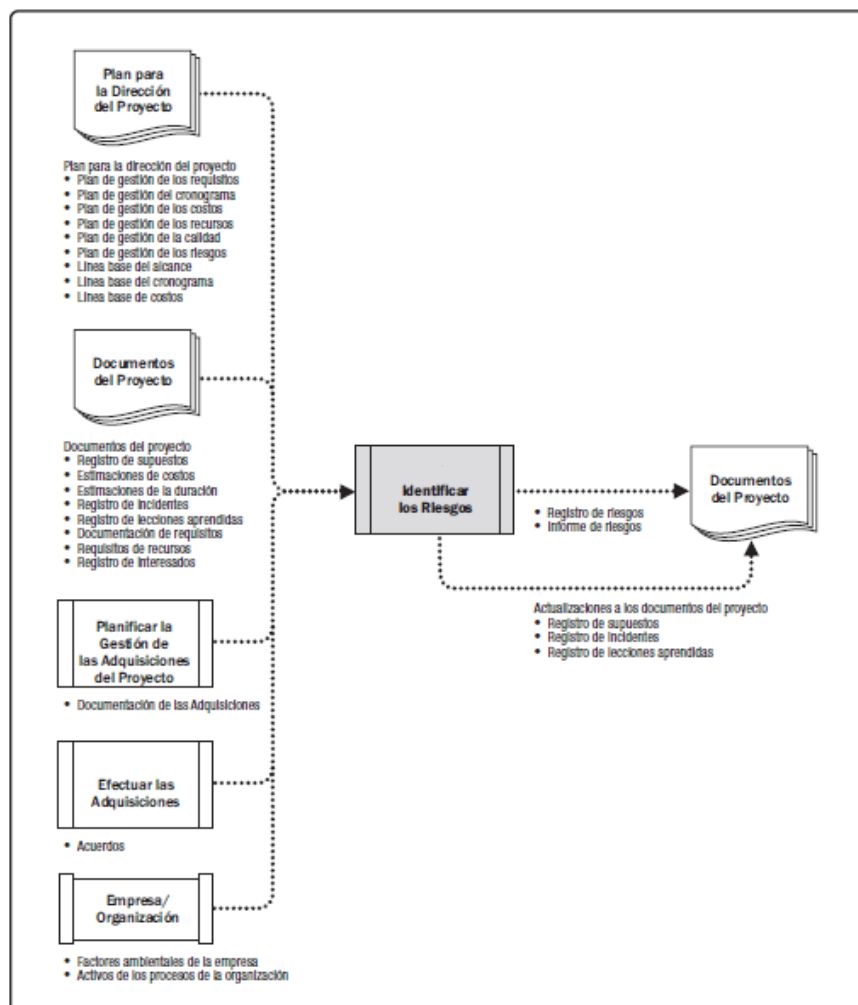 Plan para
la Dirección
del Proyecto
Plan para la dirección del proyecto
• Plan de gestión de los requisitos
• Plan de gestión del cronograma
• Plan de gestión de los costos
• Plan de gestión de los recursos
• Plan de gestión de la calidad
• Plan de gestión de los riesgos
• Línea base del alcance
• Línea base del cronograma
• Línea base de costos
Documentos
del Proyecto
Documentos del proyecto
• Registro de supuestos
• Estimaciones de costos
• Estimaciones de la duración
• Registro de incidentes
• Registro de lecciones aprendidas
• Documentación de requisitos
• Requisitos de recursos
• Registro de interesados
Planificar la
Gestión de
las Adquisiciones
del Proyecto
• Documentación de las Adquisiciones
Efectuar las
Adquisiciones
• Acuerdos
Empresa/
Organización
• Factores ambientales de la empresa
• Activos de los procesos de la organización
Identificar
los Riesgos
• Registro de riesgos
• Informe de riesgos
Documentos
del Proyecto
Actualizaciones a los documentos del proyecto
• Registro de supuestos
• Registro de incidentes
• Registro de lecciones aprendidas